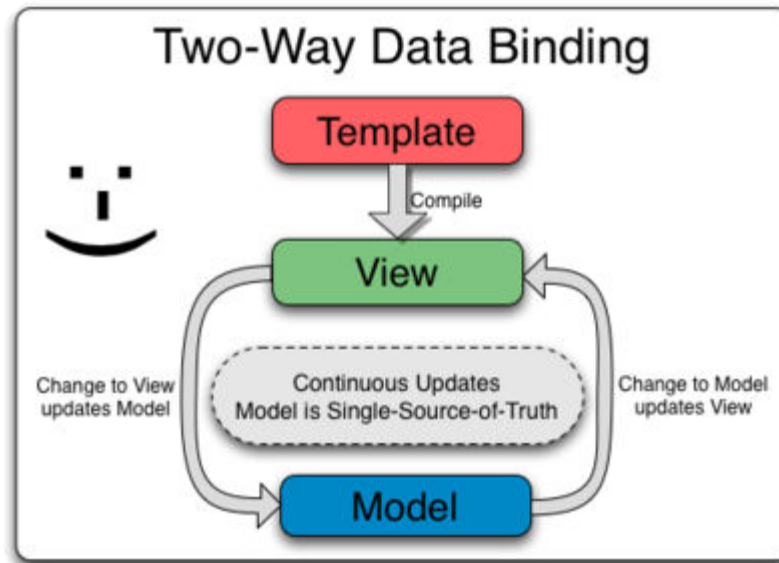 Two-Way Data Binding
Template
Compile
View
Change to View
updates Model
Continuous Updates
Model is Single-Source-of-Truth
Change to Model
updates View
Model